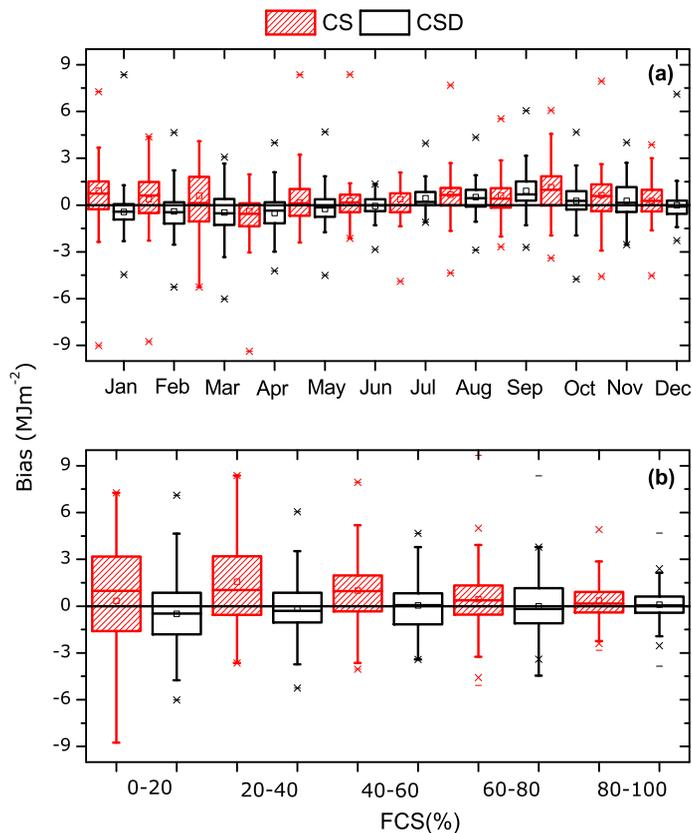 CS CSD
(a)
9
6
3
0
-3
-6
-9
Jan Feb Mar Apr May Jun Jul Aug Sep Oct Nov Dec
Bias (MJm⁻²)
(b)
9
6
3
0
-3
-6
-9
0-20 20-40 40-60 60-80 80-100
FCS(%)